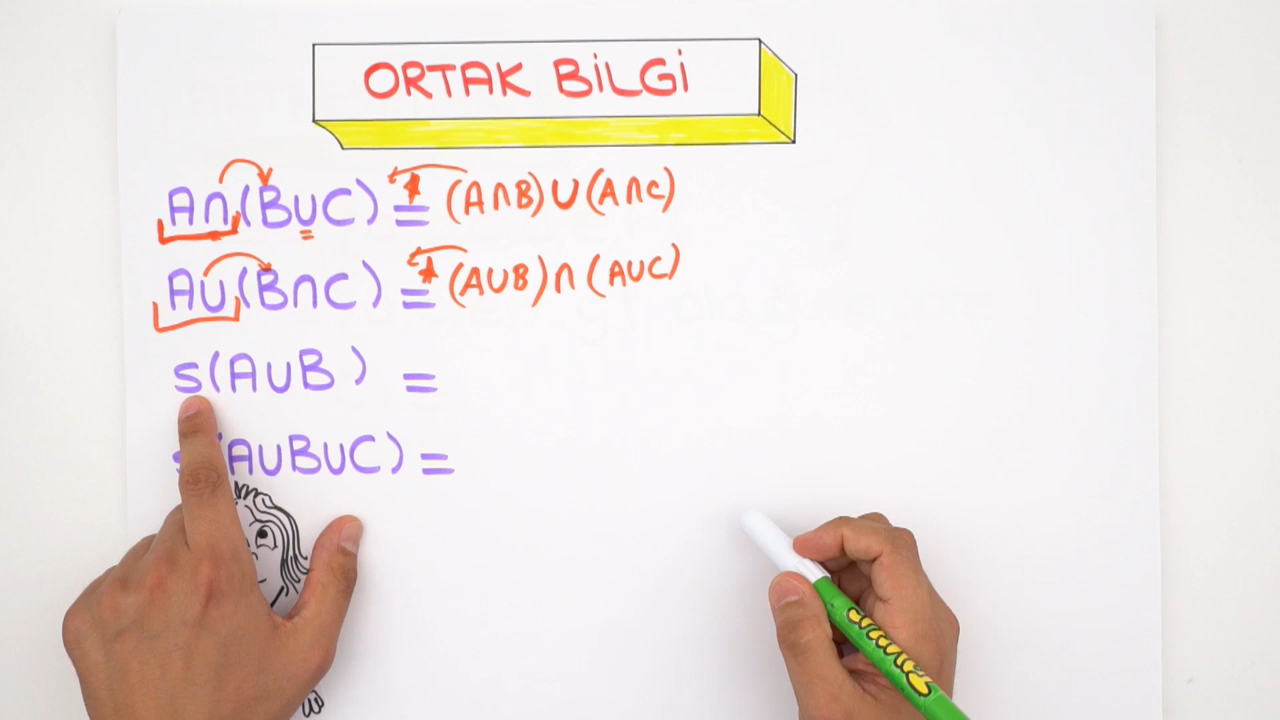 ORTAK BİLGİ
A∩(B∪C) = (A∩B)∪(A∩C)
A∪(B∩C) = (A∪B)∩(A∪C)
s(A∪B) =
s(A∪B∪C) =